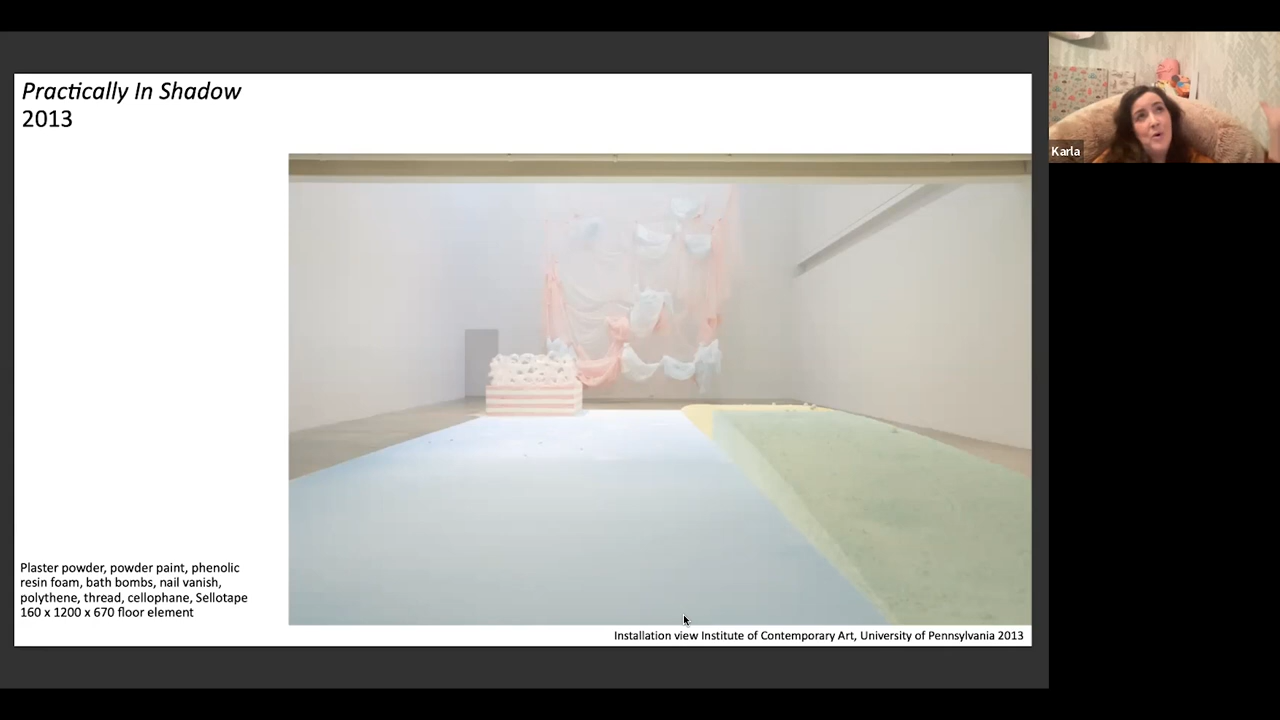 Practically In Shadow
2013
Karla
Plaster powder, powder paint, phenolic
resin foam, bath bombs, nail vanish,
polythene, thread, cellophane, Sellotape
160 x 1200 x 670 floor element
Installation view Institute of Contemporary Art, University of Pennsylvania 2013